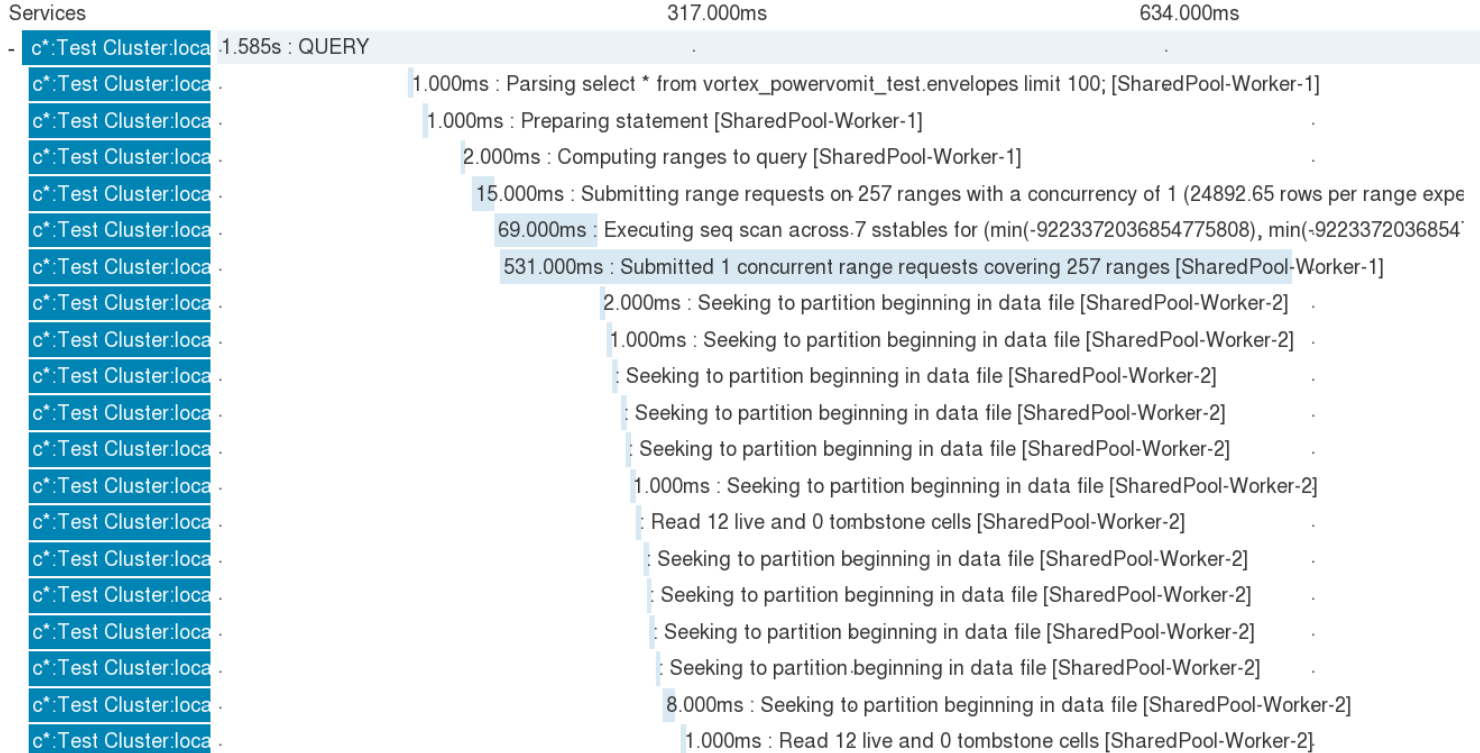 Services 317.000ms 634.000ms
- c*:Test Cluster:loca 1.585s : QUERY
c*:Test Cluster:loca 1.000ms : Parsing select * from vortex_powervomit_test.envelopes limit 100; [SharedPool-Worker-1]
c*:Test Cluster:loca 1.000ms : Preparing statement [SharedPool-Worker-1]
c*:Test Cluster:loca 2.000ms : Computing ranges to query [SharedPool-Worker-1]
c*:Test Cluster:loca 15.000ms : Submitting range requests on 257 ranges with a concurrency of 1 (24892.65 rows per range expe
c*:Test Cluster:loca 69.000ms : Executing seq scan across 7 sstables for (min(-9223372036854775808), min(-92233720368547
c*:Test Cluster:loca 531.000ms : Submitted 1 concurrent range requests covering 257 ranges [SharedPool-Worker-1]
c*:Test Cluster:loca 2.000ms : Seeking to partition beginning in data file [SharedPool-Worker-2]
c*:Test Cluster:loca 1.000ms : Seeking to partition beginning in data file [SharedPool-Worker-2]
c*:Test Cluster:loca : Seeking to partition beginning in data file [SharedPool-Worker-2]
c*:Test Cluster:loca : Seeking to partition beginning in data file [SharedPool-Worker-2]
c*:Test Cluster:loca : Seeking to partition beginning in data file [SharedPool-Worker-2]
c*:Test Cluster:loca 1.000ms : Seeking to partition beginning in data file [SharedPool-Worker-2]
c*:Test Cluster:loca : Read 12 live and 0 tombstone cells [SharedPool-Worker-2]
c*:Test Cluster:loca : Seeking to partition beginning in data file [SharedPool-Worker-2]
c*:Test Cluster:loca : Seeking to partition beginning in data file [SharedPool-Worker-2]
c*:Test Cluster:loca : Seeking to partition beginning in data file [SharedPool-Worker-2]
c*:Test Cluster:loca : Seeking to partition beginning in data file [SharedPool-Worker-2]
c*:Test Cluster:loca 8.000ms : Seeking to partition beginning in data file [SharedPool-Worker-2]
c*:Test Cluster:loca 1.000ms : Read 12 live and 0 tombstone cells [SharedPool-Worker-2]